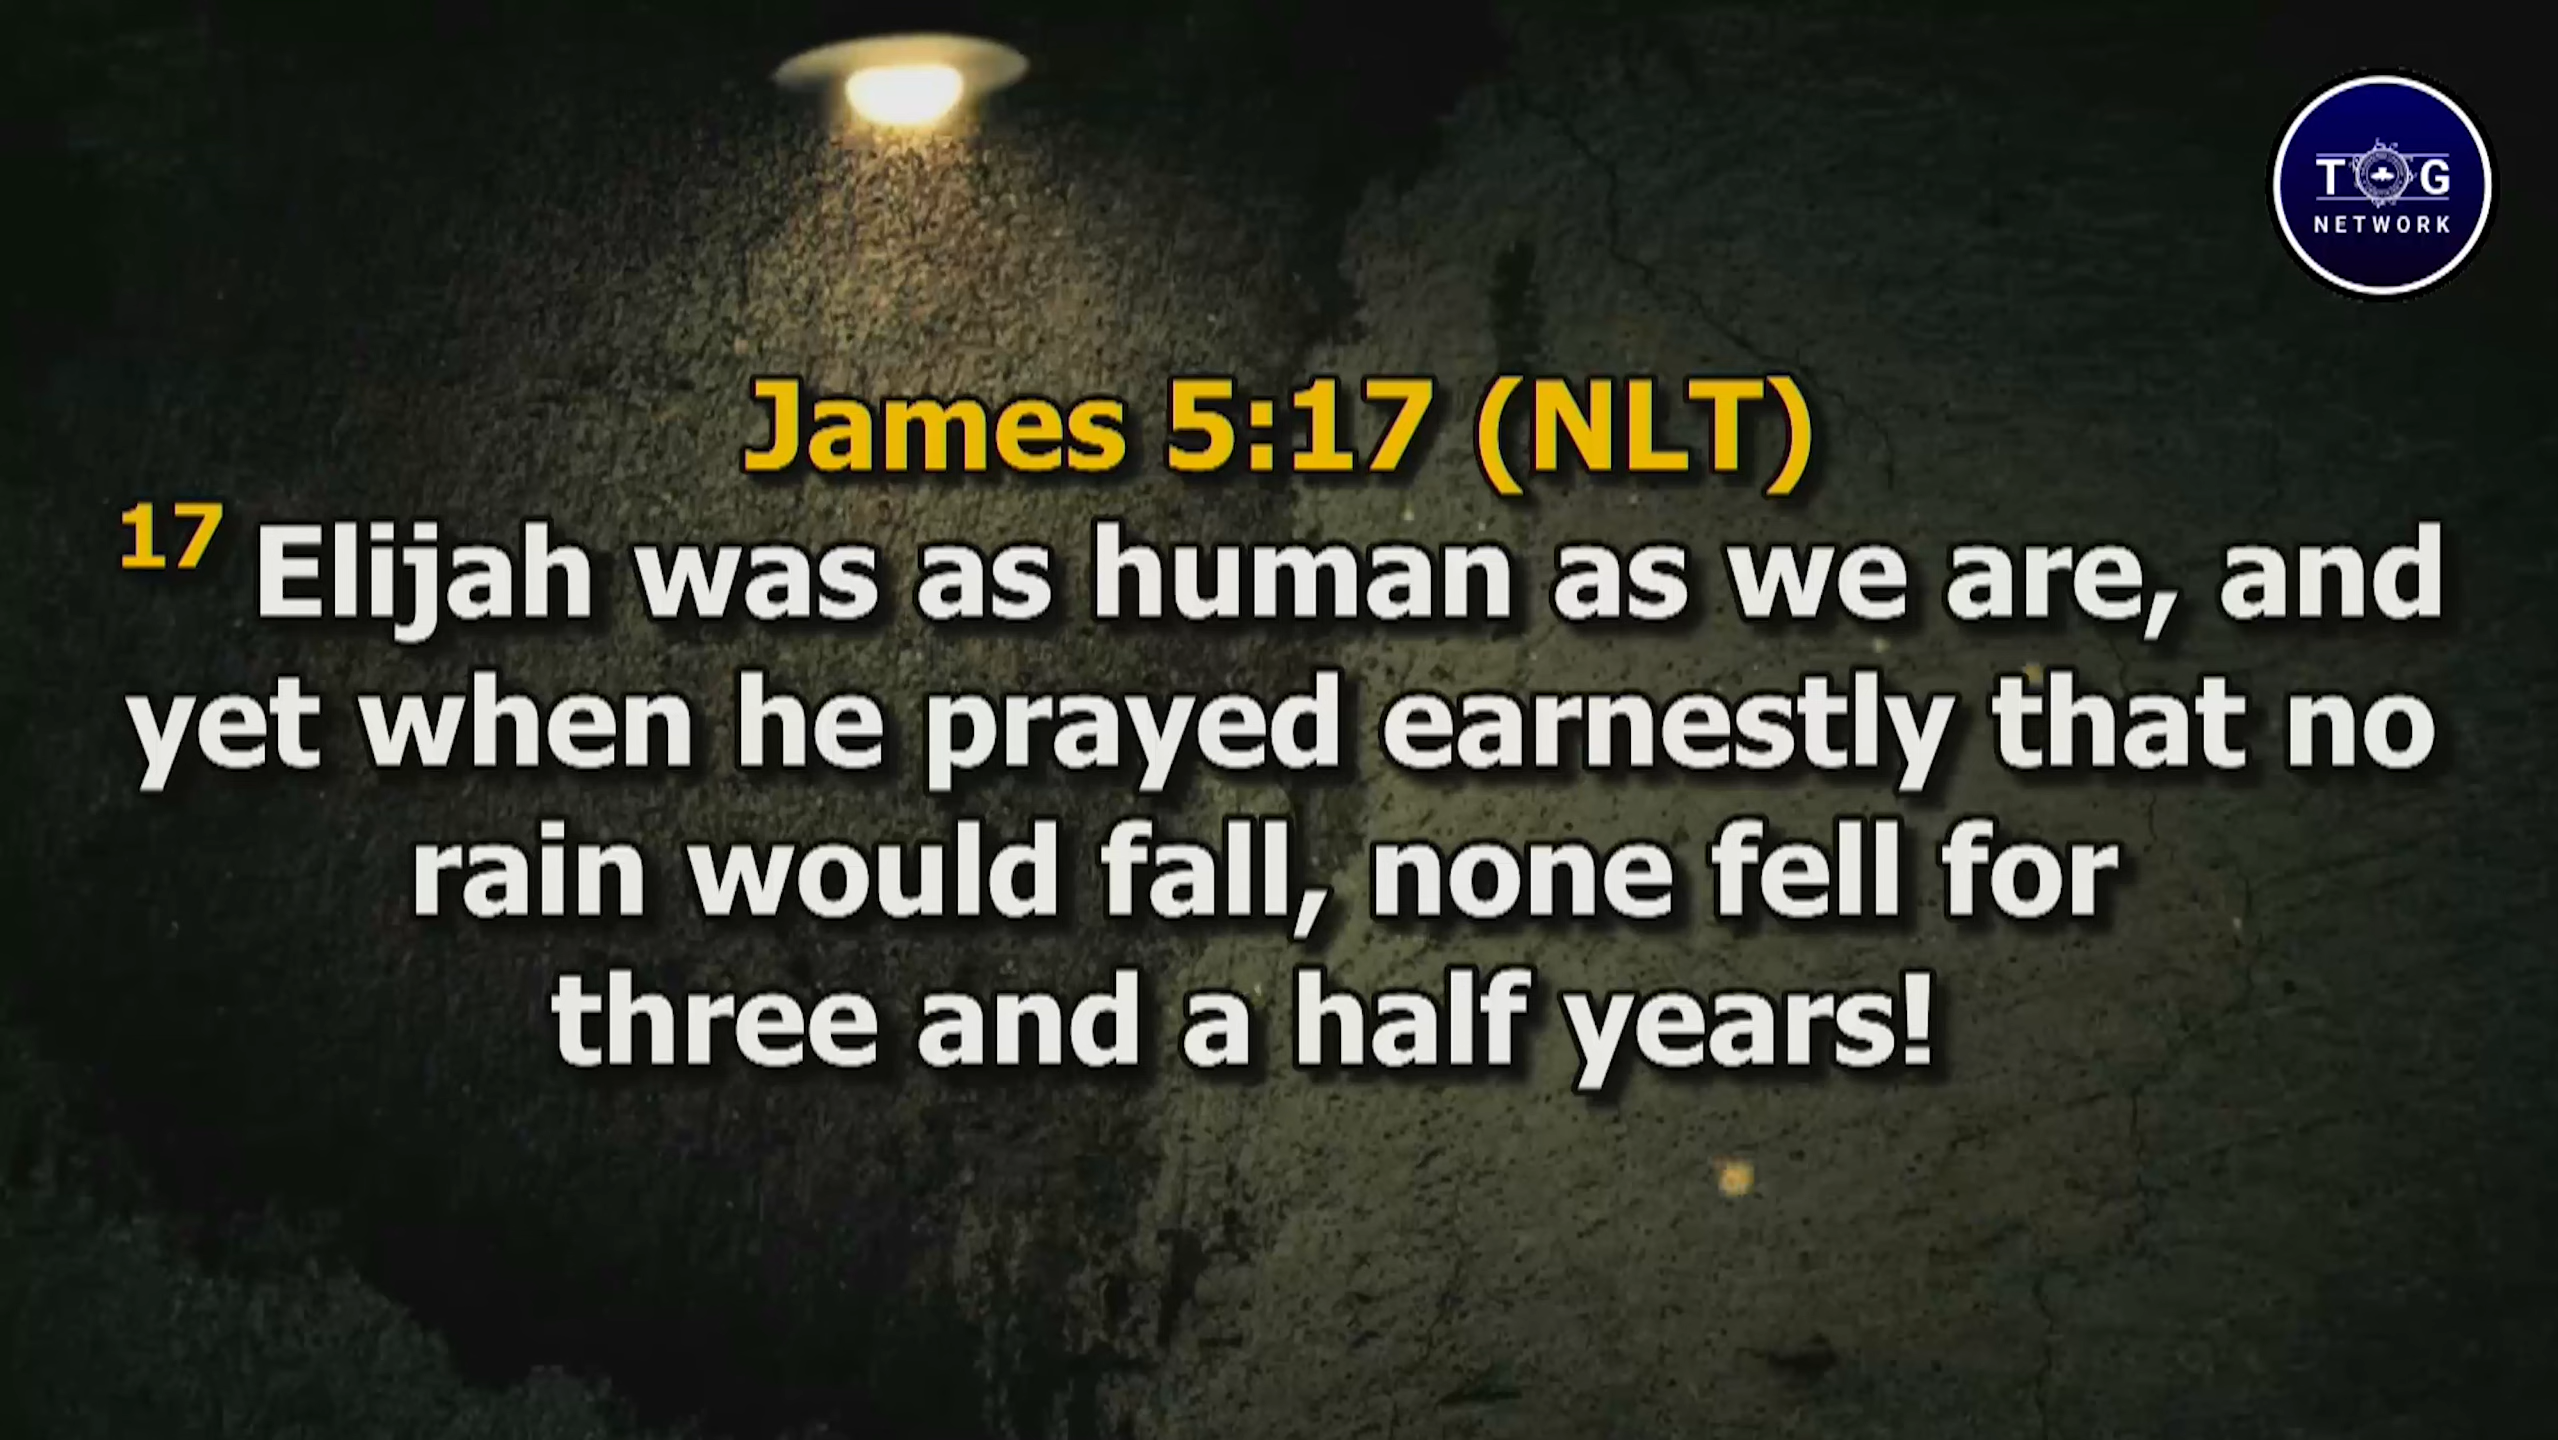 T G
NETWORK
James 5:17 (NLT)
17 Elijah was as human as we are, and
yet when he prayed earnestly that no
rain would fall, none fell for
three and a half years!